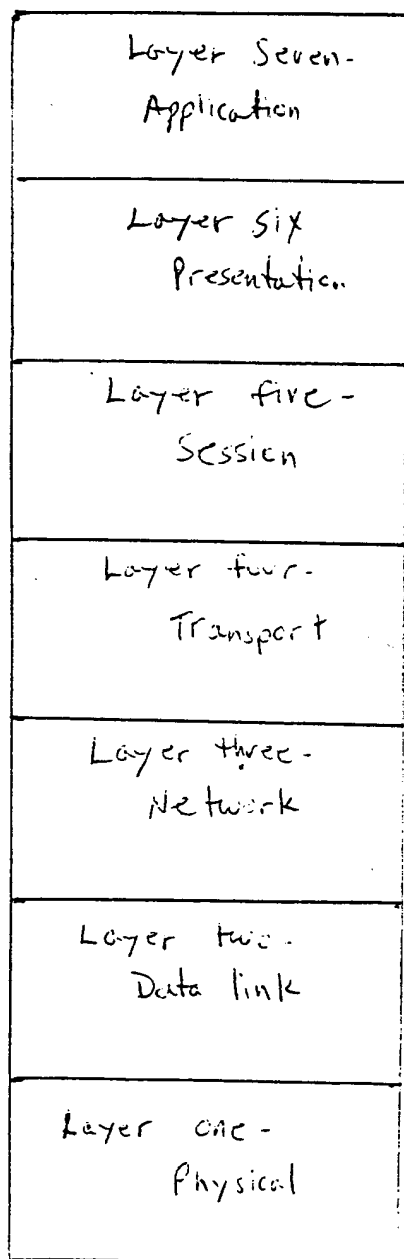 Layer Seven-
Application
Layer six
Presentation
Layer five-
Session
Layer four-
Transport
Layer three-
Network
Layer two-
Data link
Layer one-
Physical